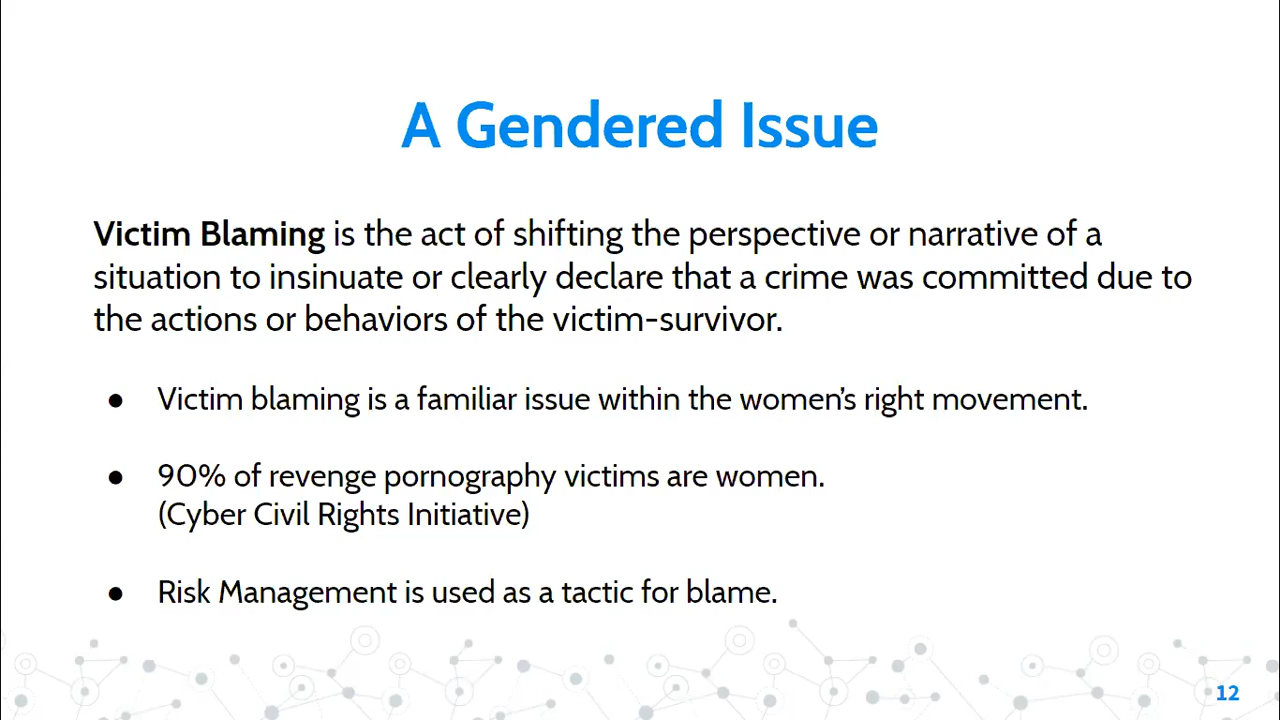 A Gendered Issue
Victim Blaming is the act of shifting the perspective or narrative of a
situation to insinuate or clearly declare that a crime was committed due to
the actions or behaviors of the victim-survivor.
● Victim blaming is a familiar issue within the women’s right movement.
● 90% of revenge pornography victims are women.
(Cyber Civil Rights Initiative)
● Risk Management is used as a tactic for blame.
12